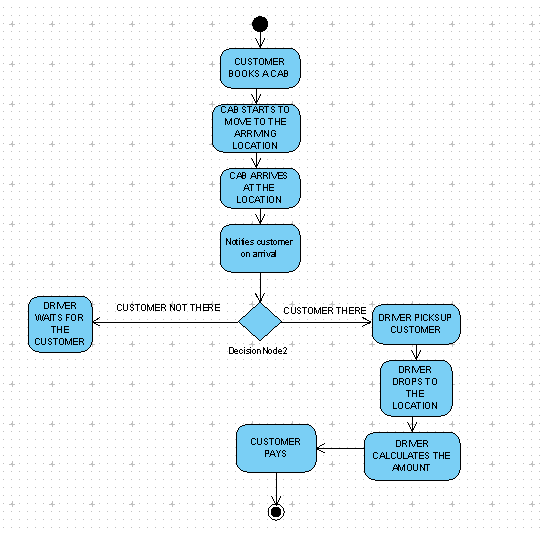 CUSTOMER
BOOKS A CAB
CAB STARTS TO
MOVE TO THE
ARRIVING
LOCATION
CAB ARRIVES
AT THE
LOCATION
Notifies customer
on arrival
CUSTOMER NOT THERE
CUSTOMER THERE
DecisionNode2
DRIVER
WAITS FOR
THE
CUSTOMER
DRIVER PICKSUP
CUSTOMER
DRIVER
DROPS TO
THE
LOCATION
DRIVER
CALCULATES THE
AMOUNT
CUSTOMER
PAYS